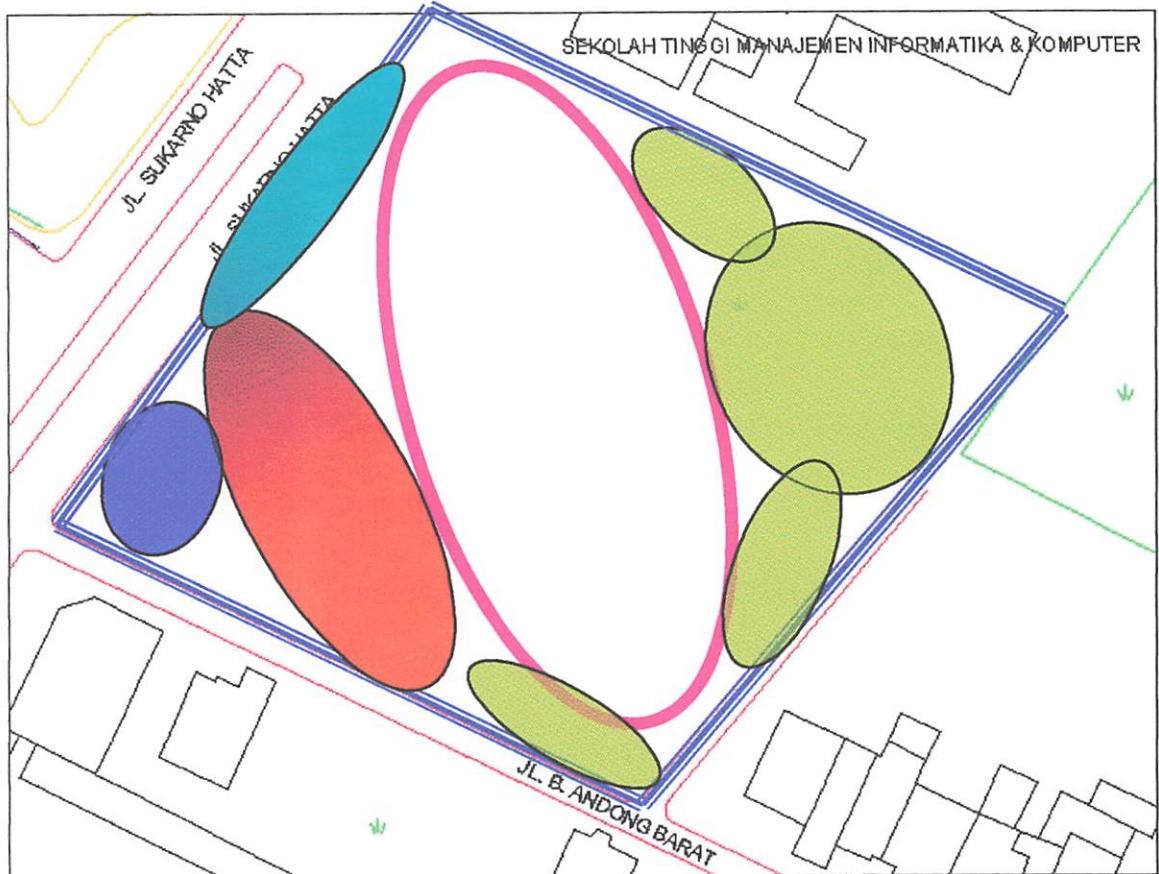 SEKOLAH TINGGI MANAJEMEN INFORMATIKA & KOMPUTER
JL. SUKARNO HATTA
JL. SUKARNO HATTA
JL. B. ANDONG BARAT